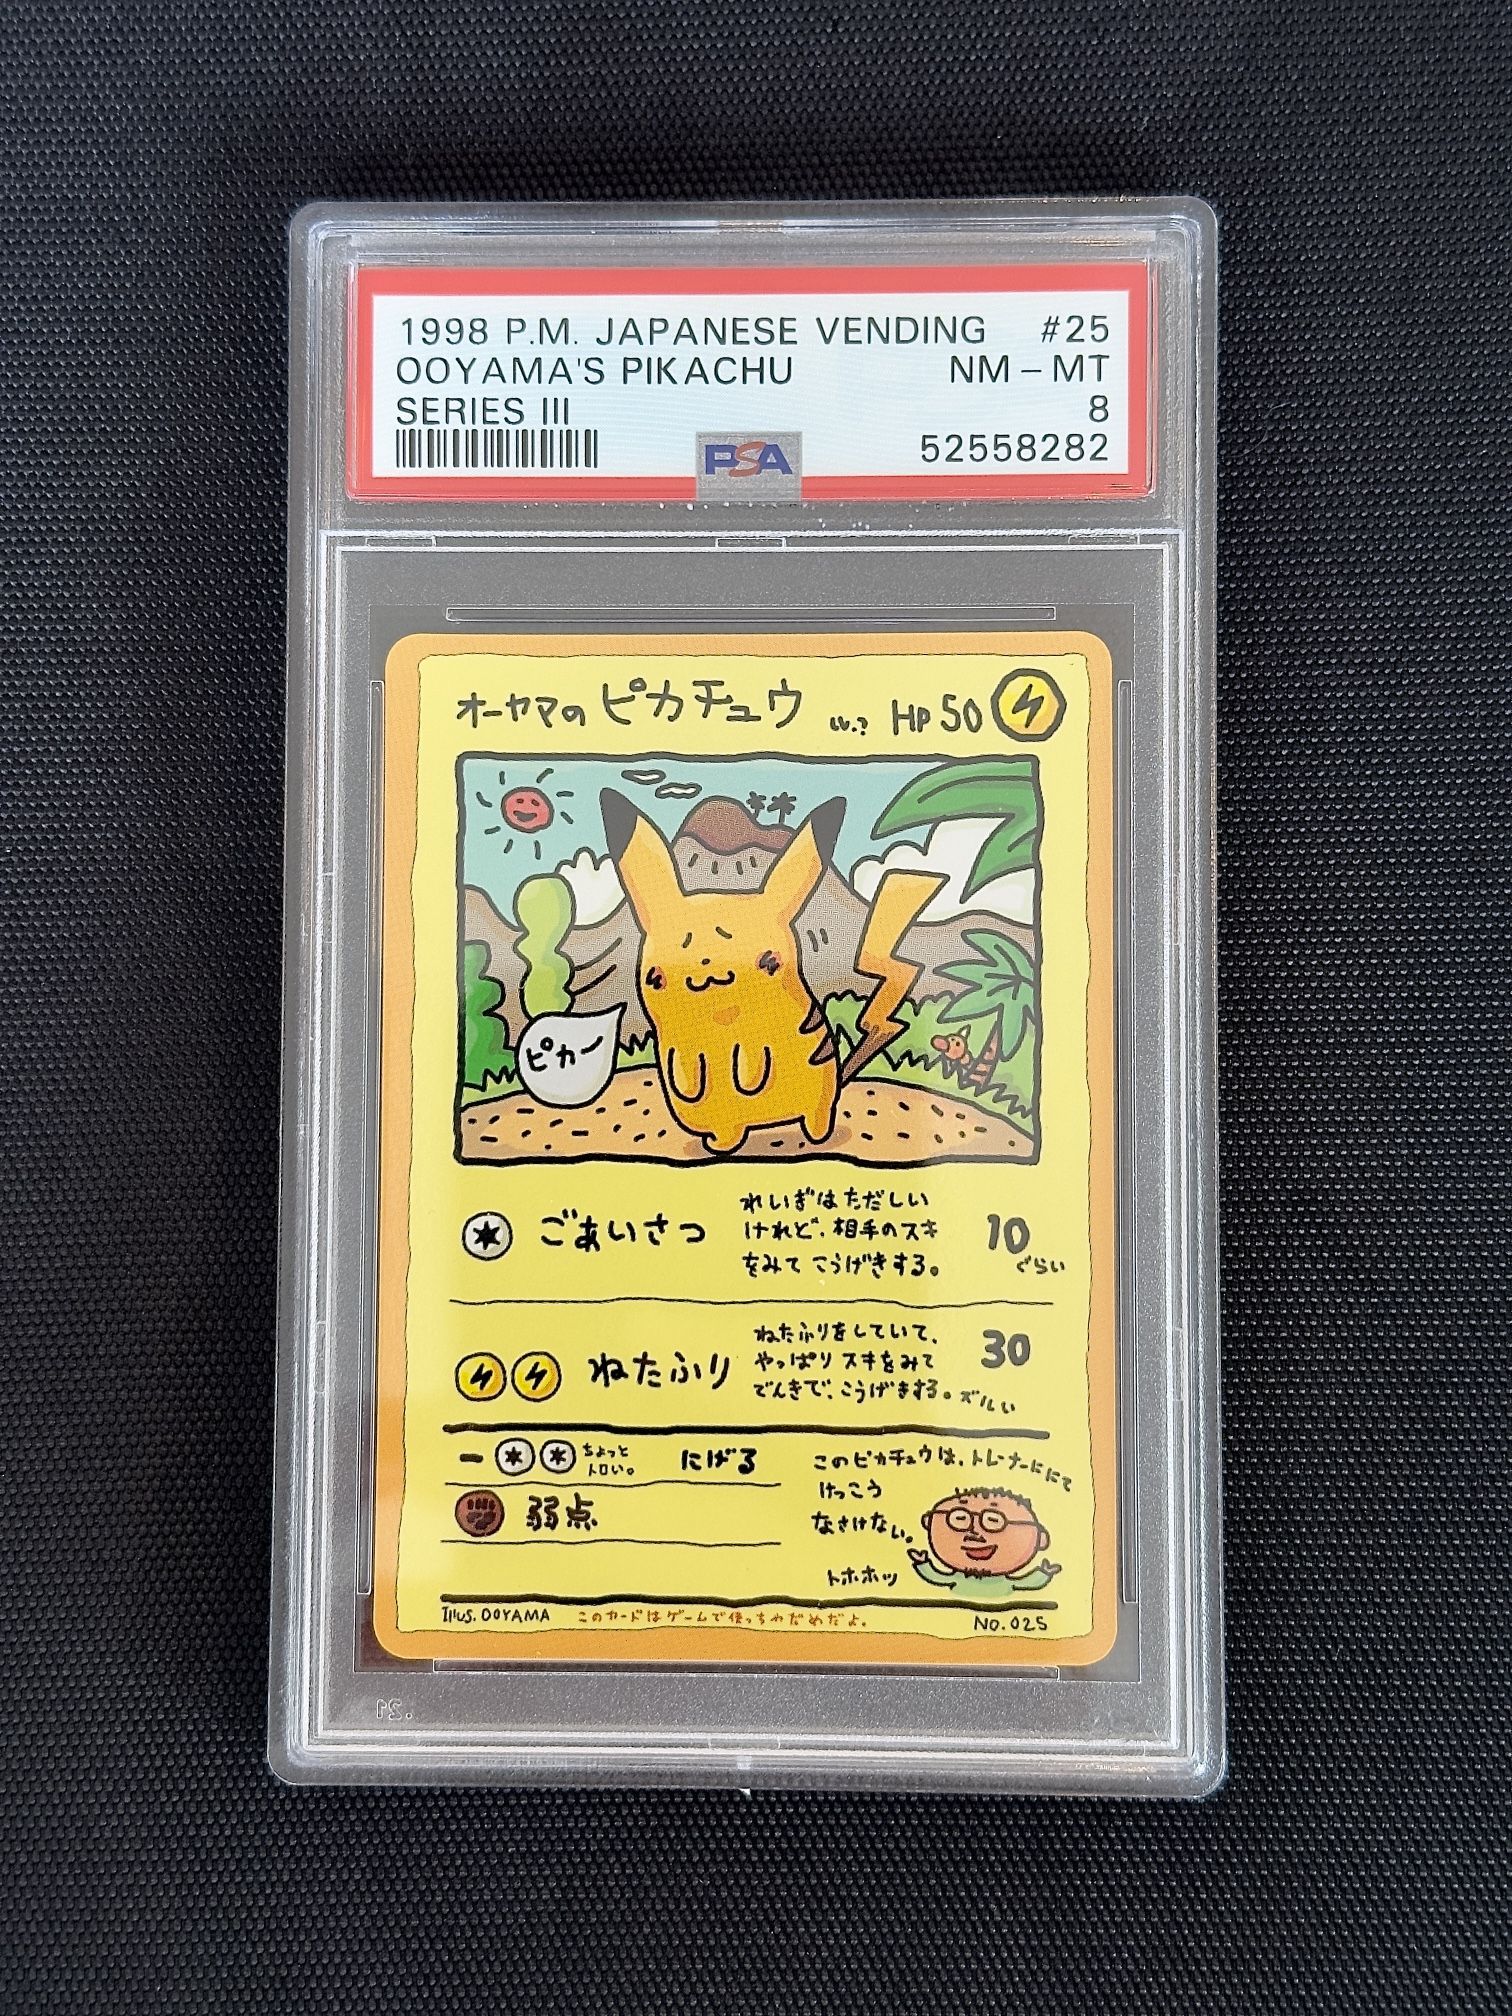 1998 P.M. JAPANESE VENDING #25
OOYAMA'S PIKACHU NM - MT
SERIES III 8
PSA 52558282
オーヤマの ピカチュウ LV.? HP 50
ピカー
ごあいさつ
れいぎはただしい
けれど、相手のスキ
をみて こうげきする。
10
ぐらい
ねたふり
ねたふりをしていて、
やっぱり スキをみて
でんきで、こうげきする。ズルい
30
ー
ちょっと
トロい。
にげる
弱点
このピカチュウは、トレーナーににて
けっこう
なさけない。
トホホッ
Illus. OOYAMA このカードはゲームで使っちゃだめだよ。 No.025